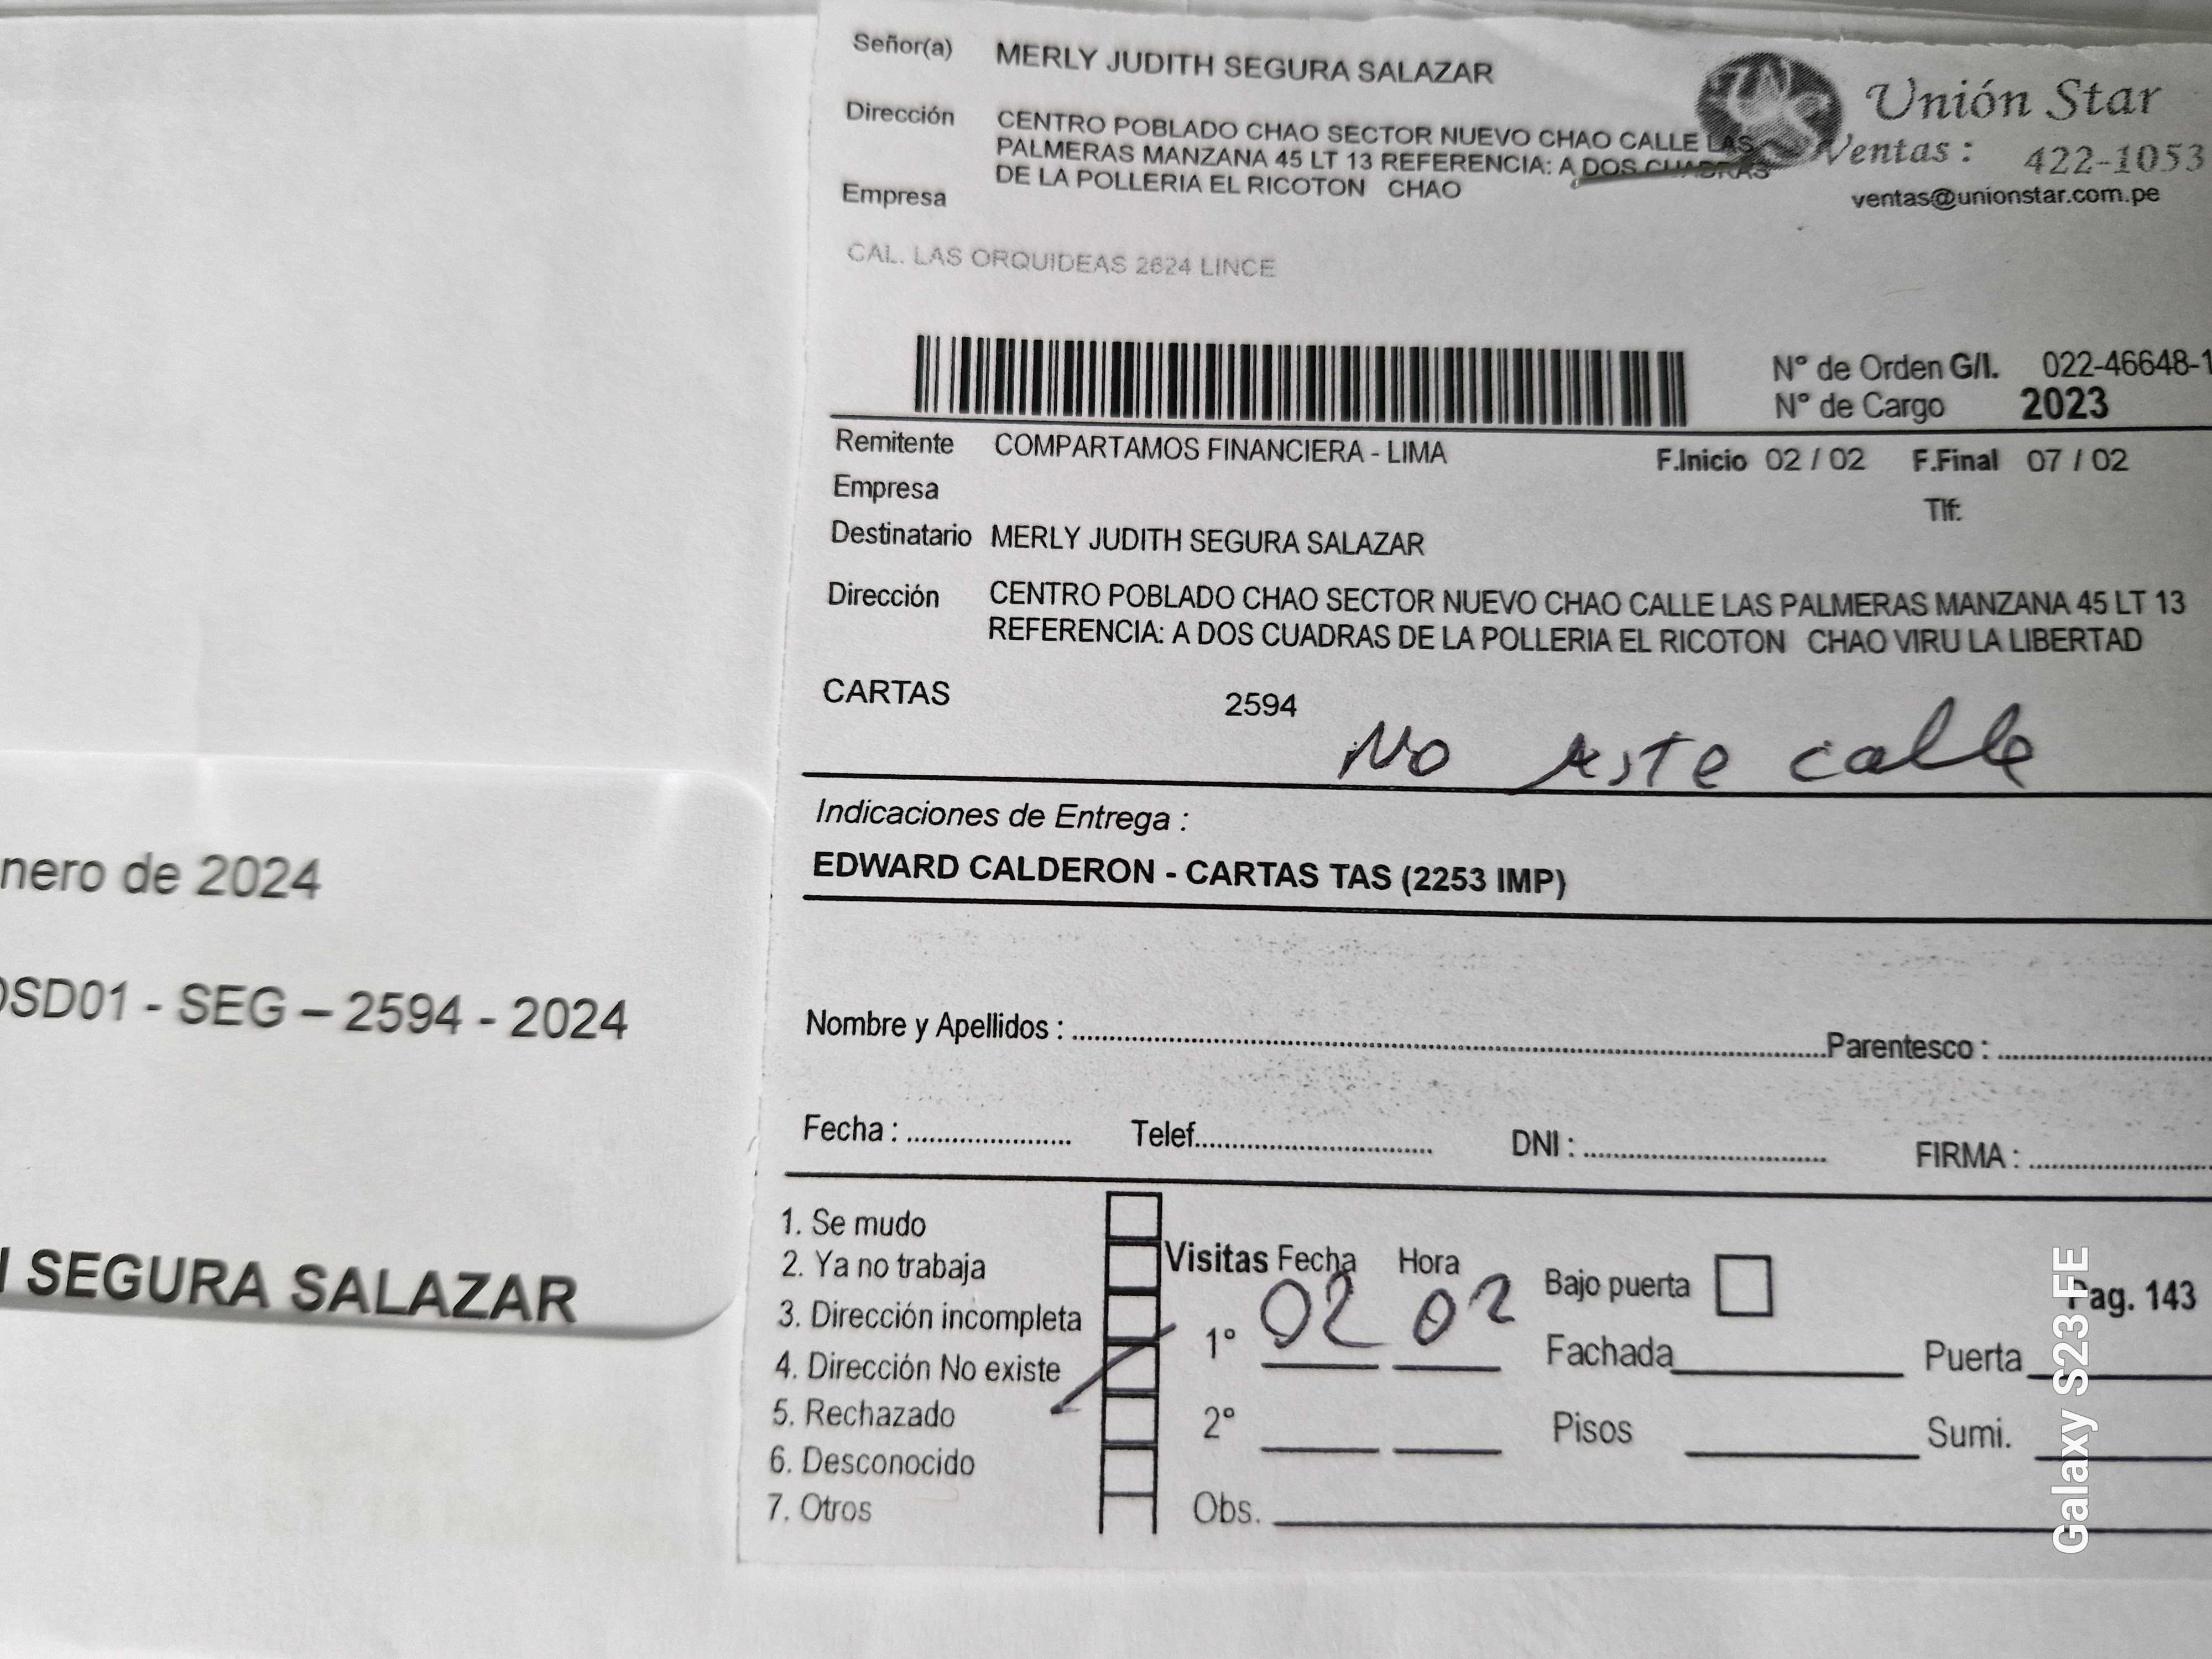 Señor(a) MERLY JUDITH SEGURA SALAZAR
Unión Star
Ventas : 422-1053
ventas@unionstar.com.pe
Dirección CENTRO POBLADO CHAO SECTOR NUEVO CHAO CALLE LAS
PALMERAS MANZANA 45 LT 13 REFERENCIA: A DOS CUADRAS
DE LA POLLERIA EL RICOTON CHAO
Empresa
CAL. LAS ORQUIDEAS 2624 LINCE
N° de Orden G/I. 022-46648-1
N° de Cargo 2023
Remitente COMPARTAMOS FINANCIERA - LIMA F.Inicio 02 / 02 F.Final 07 / 02
Empresa
Tlf:
Destinatario MERLY JUDITH SEGURA SALAZAR
Dirección CENTRO POBLADO CHAO SECTOR NUEVO CHAO CALLE LAS PALMERAS MANZANA 45 LT 13
REFERENCIA: A DOS CUADRAS DE LA POLLERIA EL RICOTON CHAO VIRU LA LIBERTAD
CARTAS 2594
No este calle
Indicaciones de Entrega :
EDWARD CALDERON - CARTAS TAS (2253 IMP)
Nombre y Apellidos : Parentesco :
Fecha : Telef. DNI : FIRMA :
1. Se mudo
2. Ya no trabaja
3. Dirección incompleta
4. Dirección No existe
5. Rechazado
6. Desconocido
7. Otros
Visitas Fecha Hora
1° 02 02
2°
Obs.
Bajo puerta
Fachada Puerta
Pisos Sumi.
Pag. 143
nero de 2024
OSD01 - SEG – 2594 - 2024
SEGURA SALAZAR
Galaxy S23 FE